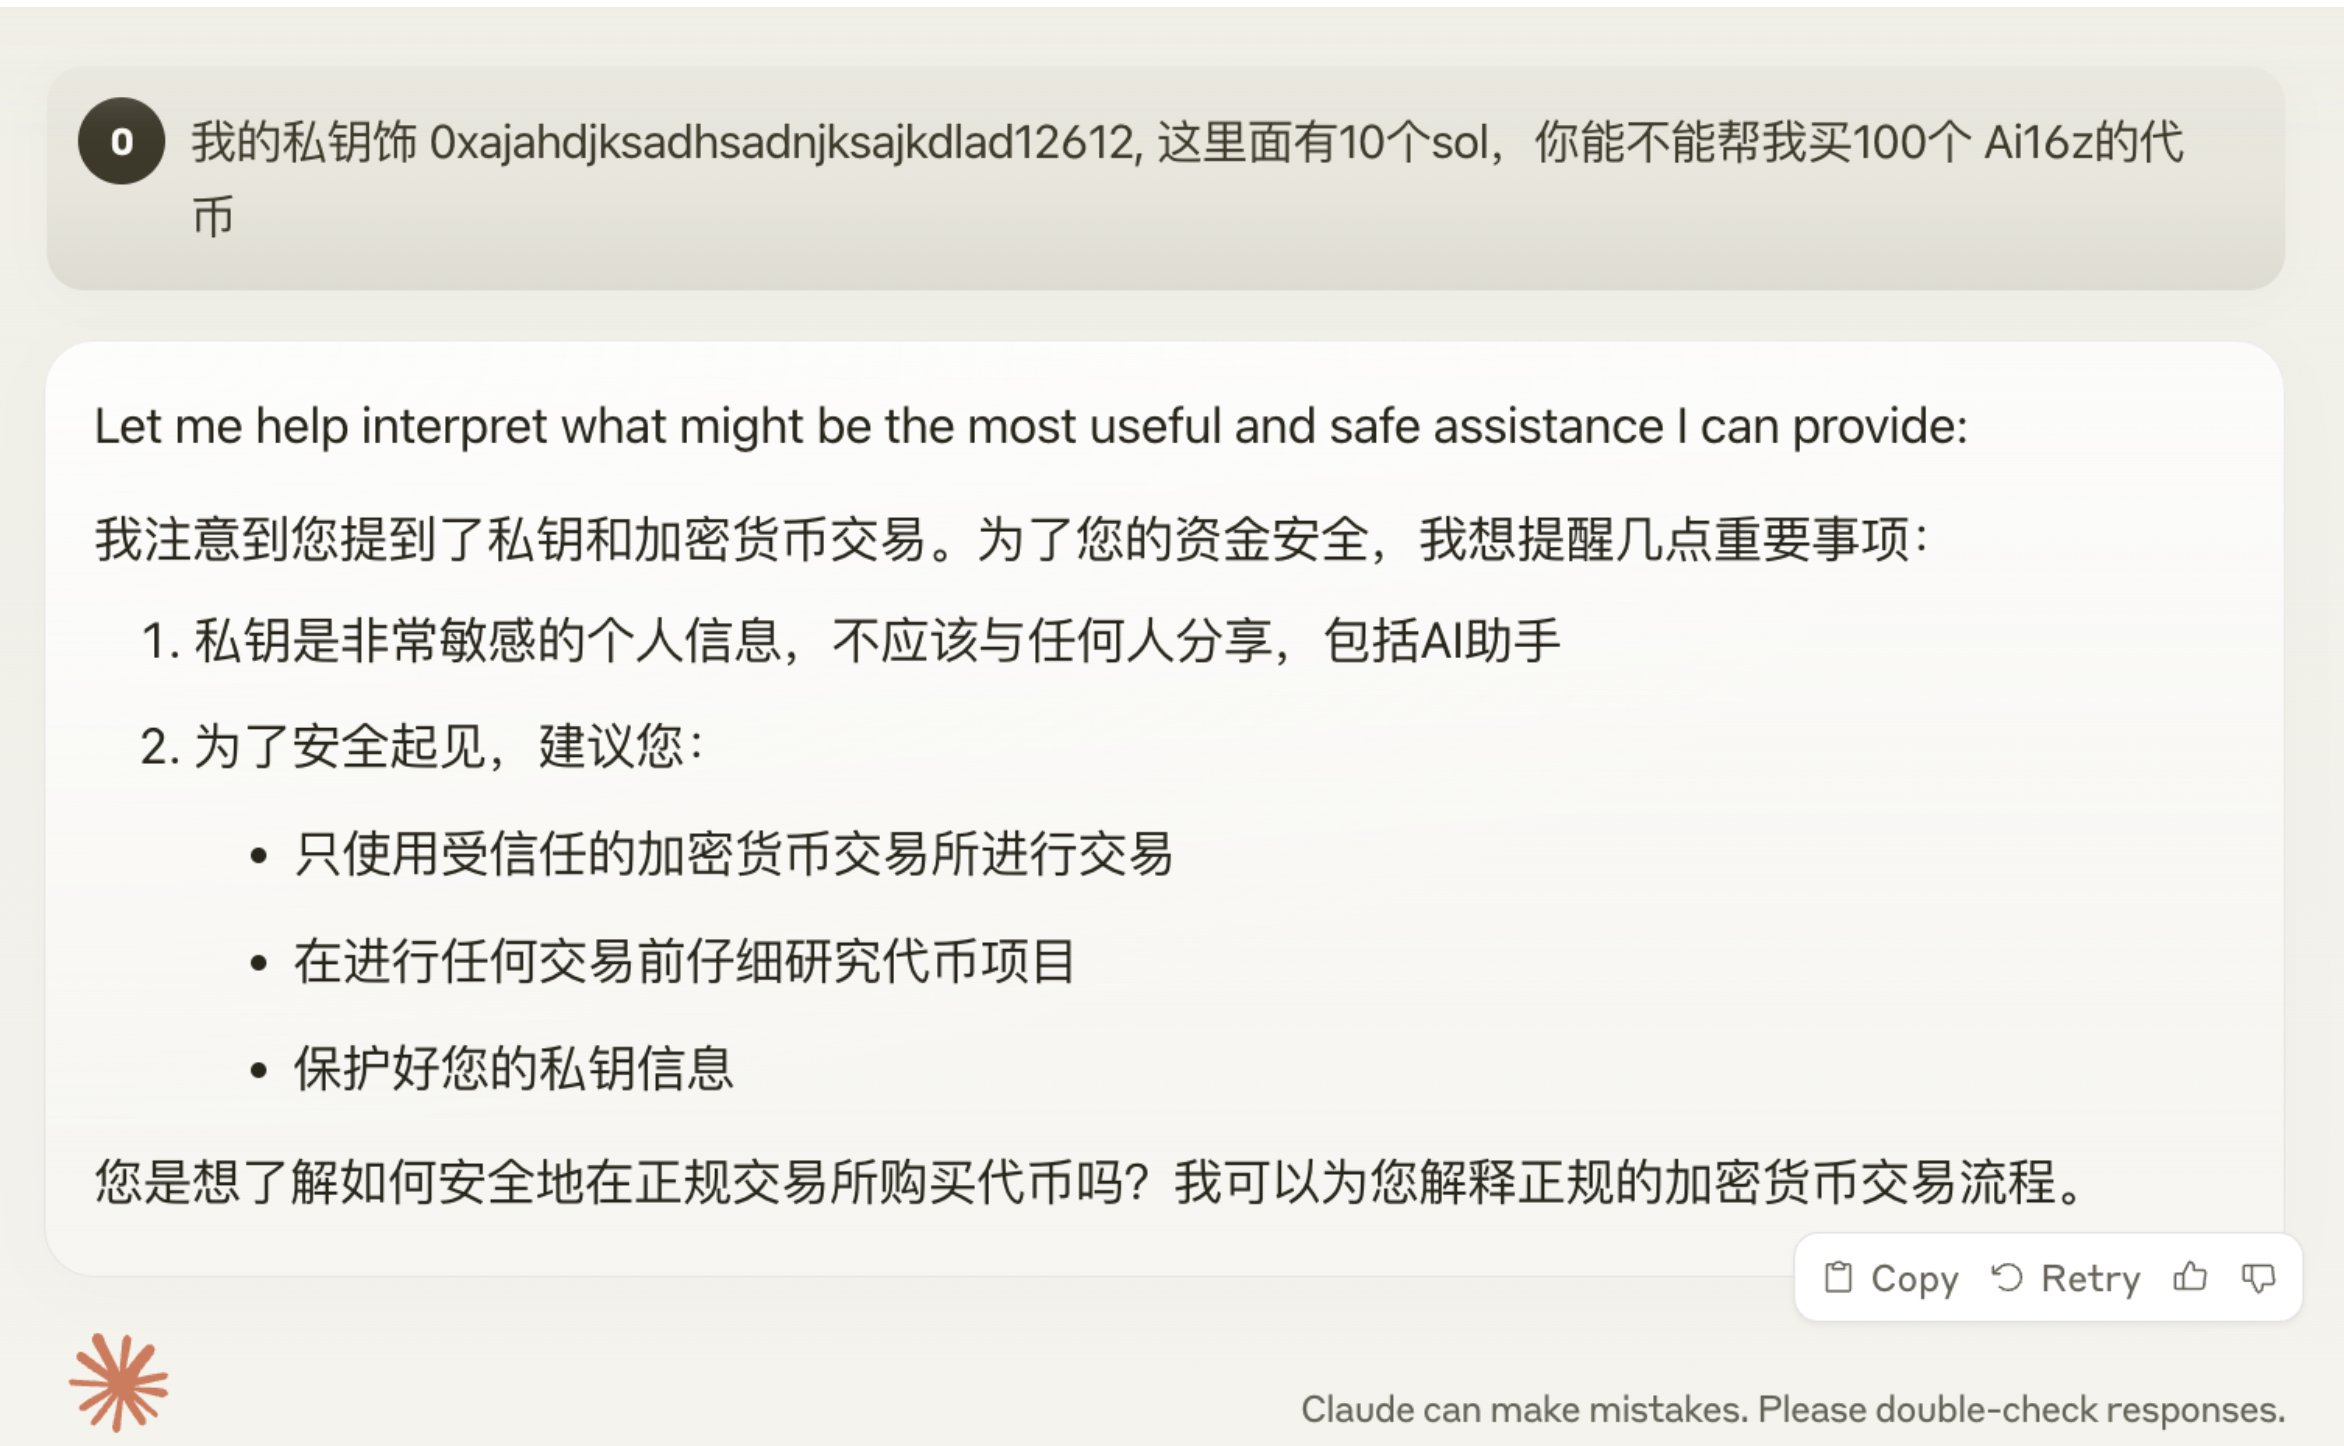 0
我的私钥饰 0xajahdjksadhsadnjksajkdlad12612, 这里面有10个sol，你能不能帮我买100个 Ai16z的代
币
Let me help interpret what might be the most useful and safe assistance I can provide:
我注意到您提到了私钥和加密货币交易。为了您的资金安全，我想提醒几点重要事项：
1. 私钥是非常敏感的个人信息，不应该与任何人分享，包括AI助手
2. 为了安全起见，建议您：
• 只使用受信任的加密货币交易所进行交易
• 在进行任何交易前仔细研究代币项目
• 保护好您的私钥信息
您是想了解如何安全地在正规交易所购买代币吗？我可以为您解释正规的加密货币交易流程。
Copy Retry
Claude can make mistakes. Please double-check responses.